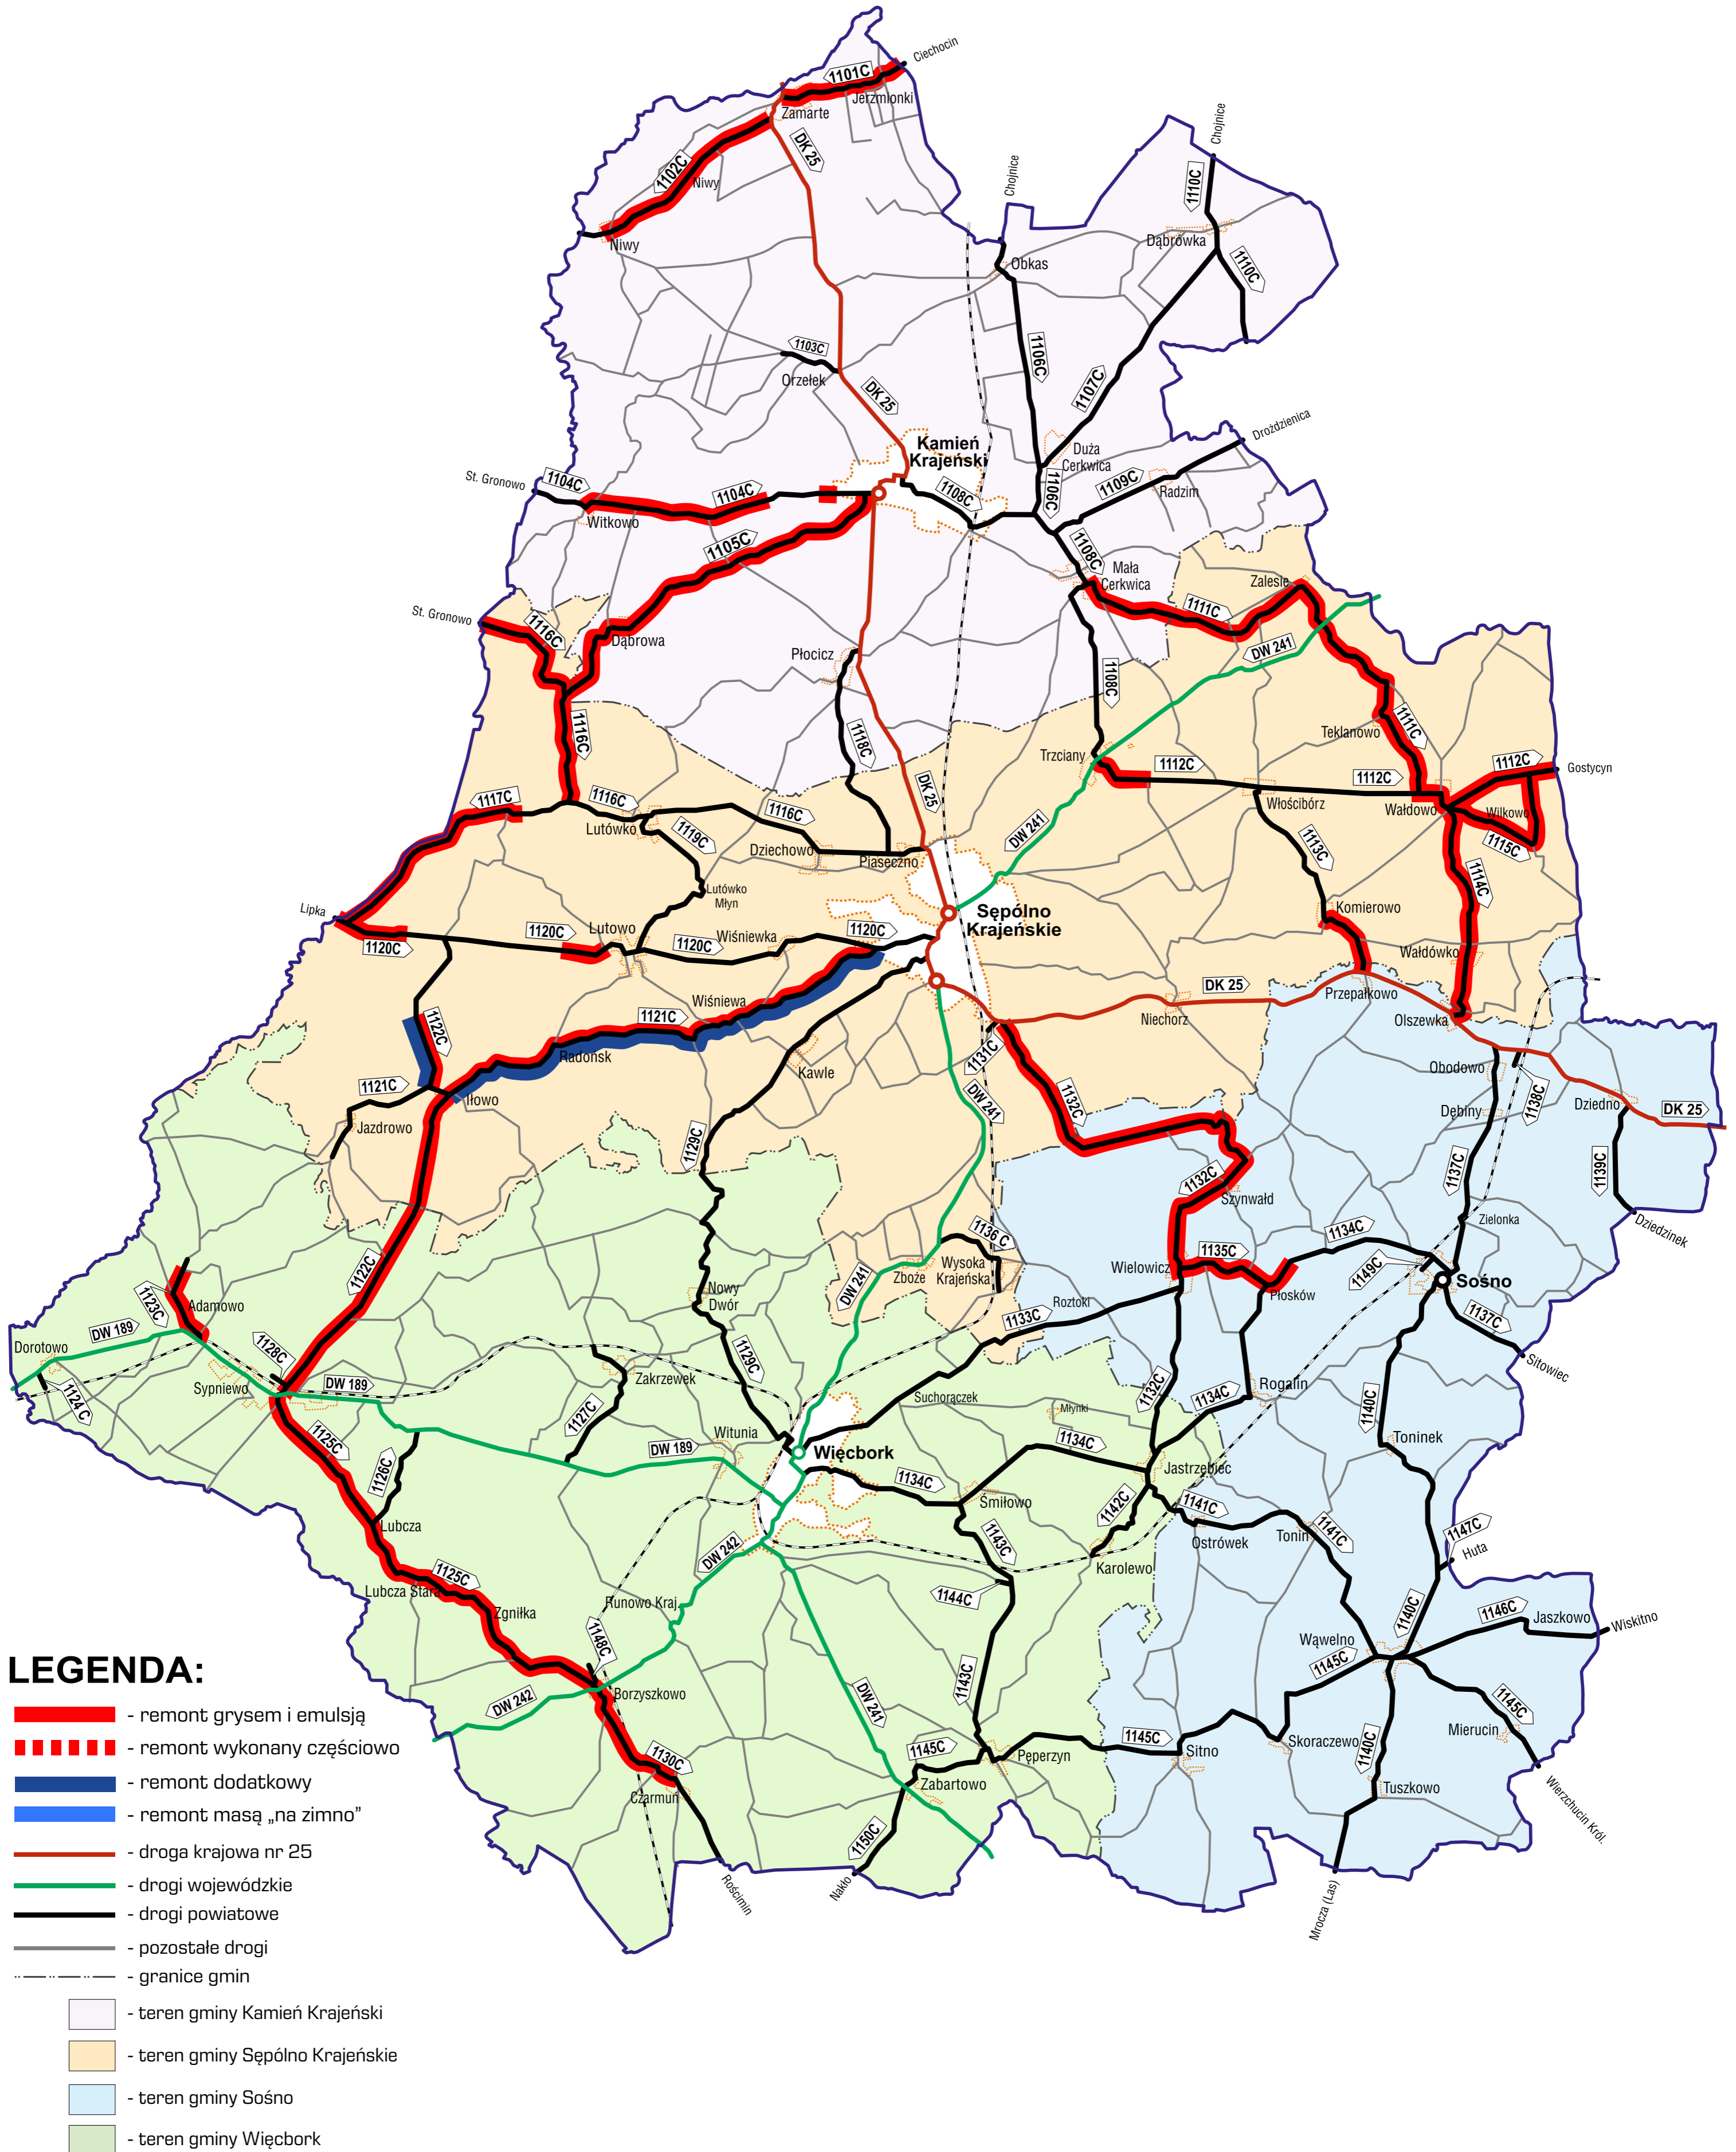 Ciechocin
1101C
Jerzmionki
Zamarte
DK 25
1102C
Niwy
Niwy
Chojnice
Chojnice
1110C
Dąbrówka
1110C
Obkas
1106C
1103C
Orzełek
DK 25
1107C
Kamień
Krajeński
Duża
Cerkwica
Drożdzienica
St. Gronowo
1104C
1104C
1108C
1106C
1109C
Radzim
Witkowo
1105C
1108C
Mała
Cerkwica
Zalesie
St. Gronowo
1116C
Dąbrowa
1111C
DW 241
Płocicz
1108C
1116C
1118C
Teklanowo
1111C
Trzciany
1112C
1112C
1112C
Gostycyn
DK 25
1117C
1116C
1116C
Włościbórz
Wałdowo
Wilkowo
Lutówko
1119C
Dziechowo
Piaseczno
DW 241
1113C
1115C
1114C
Lutówko
Młyn
Lipka
Sępólno
Krajeńskie
Komierowo
1120C
1120C
Lutowo
1120C
Wiśniewka
1120C
Wałdówko
Przepałkowo
DK 25
Wiśniewa
1121C
Niechorz
Olszewka
1122C
Radońsk
1131C
Kawle
Obodowo
1138C
1121C
Iłowo
DW 241
1132C
Dziedno
DK 25
Jazdrowo
Dębiny
1129C
1137C
1139C
1132C
Szynwałd
Zielonka
Dziedzinek
1136 C
1134C
1135C
1122C
Wysoka
Krajeńska
Zboże
Wielowicz
1149C
Sośno
1123C
Adamowo
Nowy
Dwór
DW 241
Roztoki
1133C
Płosków
1137C
DW 189
Dorotowo
1128C
1129C
Sitowiec
1124 C
Sypniewo
DW 189
Zakrzewek
1127C
Suchorączek
Młynki
1132C
1134C
Rogalin
1140C
1125C
1126C
Witunia
DW 189
Więcbork
1134C
1134C
Jastrzębiec
Toninek
Śmiłowo
1142C
1141C
Lubcza
1143C
Ostrówek
Tonin
1141C
1147C
Huta
DW 242
Karolewo
1125C
Lubcza Stara
1144C
Zgniłka
Runowo Kraj.
1140C
1146C
Jaszkowo
Wiskitno
1148C
Wąwelno
1145C
1143C
DW 242
Borzyszkowo
DW 241
1145C
Mierucin
1130C
1145C
Pęperzyn
1145C
Sitno
Skoraczewo
1140C
Czarmuń
Zabartowo
Tuszkowo
Wierzchucin Król.
1150C
Rościmin
Nakło
Mrocza (Las)
LEGENDA:
- remont grysem i emulsją
- remont wykonany częściowo
- remont dodatkowy
- remont masą „na zimno”
- droga krajowa nr 25
- drogi wojewódzkie
- drogi powiatowe
- pozostałe drogi
- granice gmin
- teren gminy Kamień Krajeński
- teren gminy Sępólno Krajeńskie
- teren gminy Sośno
- teren gminy Więcbork